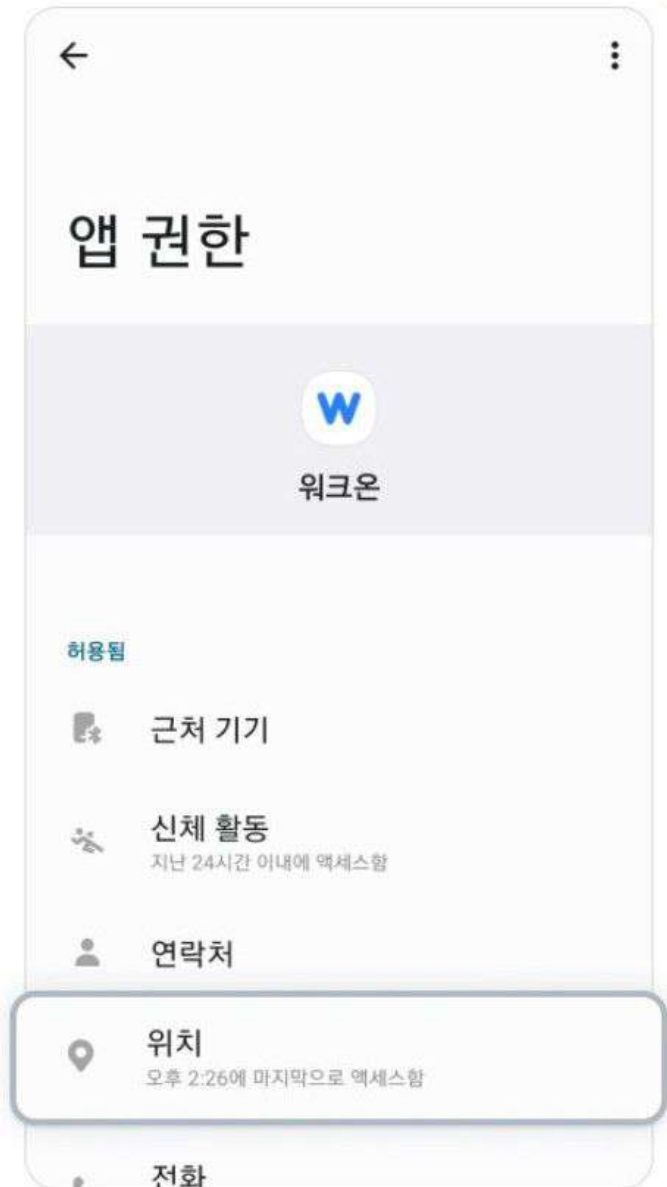 앱 권한
워크온
허용됨
근처 기기
신체 활동
지난 24시간 이내에 액세스함
연락처
위치
오후 2:26에 마지막으로 액세스함
전화